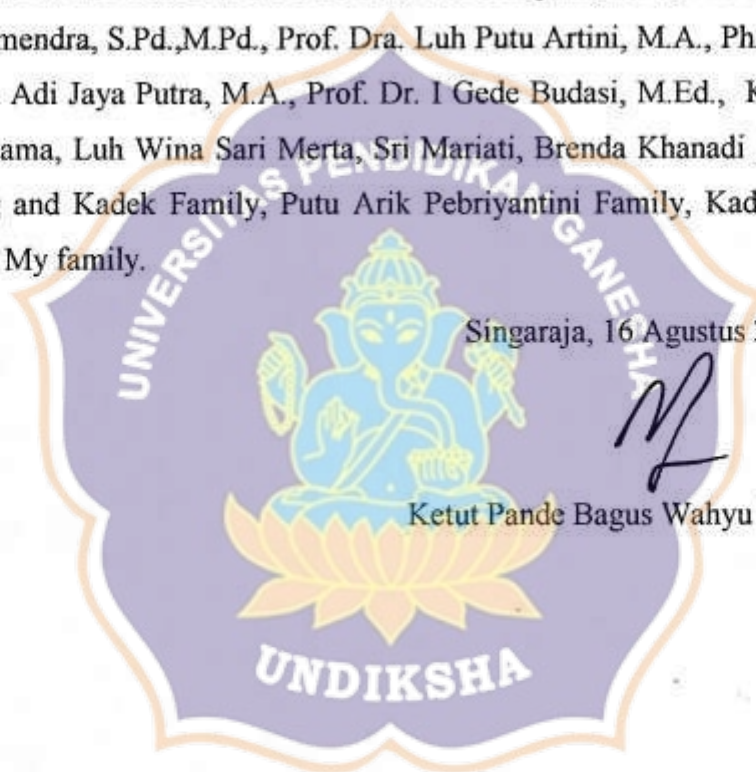 mendra, S.Pd.,M.Pd., Prof. Dra. Luh Putu Artini, M.A., Ph
Adi Jaya Putra, M.A., Prof. Dr. I Gede Budasi, M.Ed.,
ama, Luh Wina Sari Merta, Sri Mariati, Brenda Khanadi
and Kadek Family, Putu Arik Pebriyantini Family, Kad
My family.
UNIVERSITAS PENDIDIKAN GANESHA
Singaraja, 16 Agustus
Ketut Pande Bagus Wahyu
UNDIKSHA